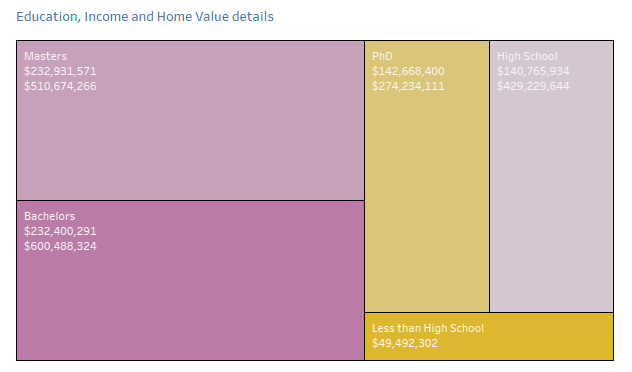 Education, Income and Home Value details
Masters
$232,931,571
$510,674,266
PhD
$142,668,400
$274,234,111
High School
$140,765,934
$429,229,644
Bachelors
$232,400,291
$600,488,324
Less than High School
$49,492,302